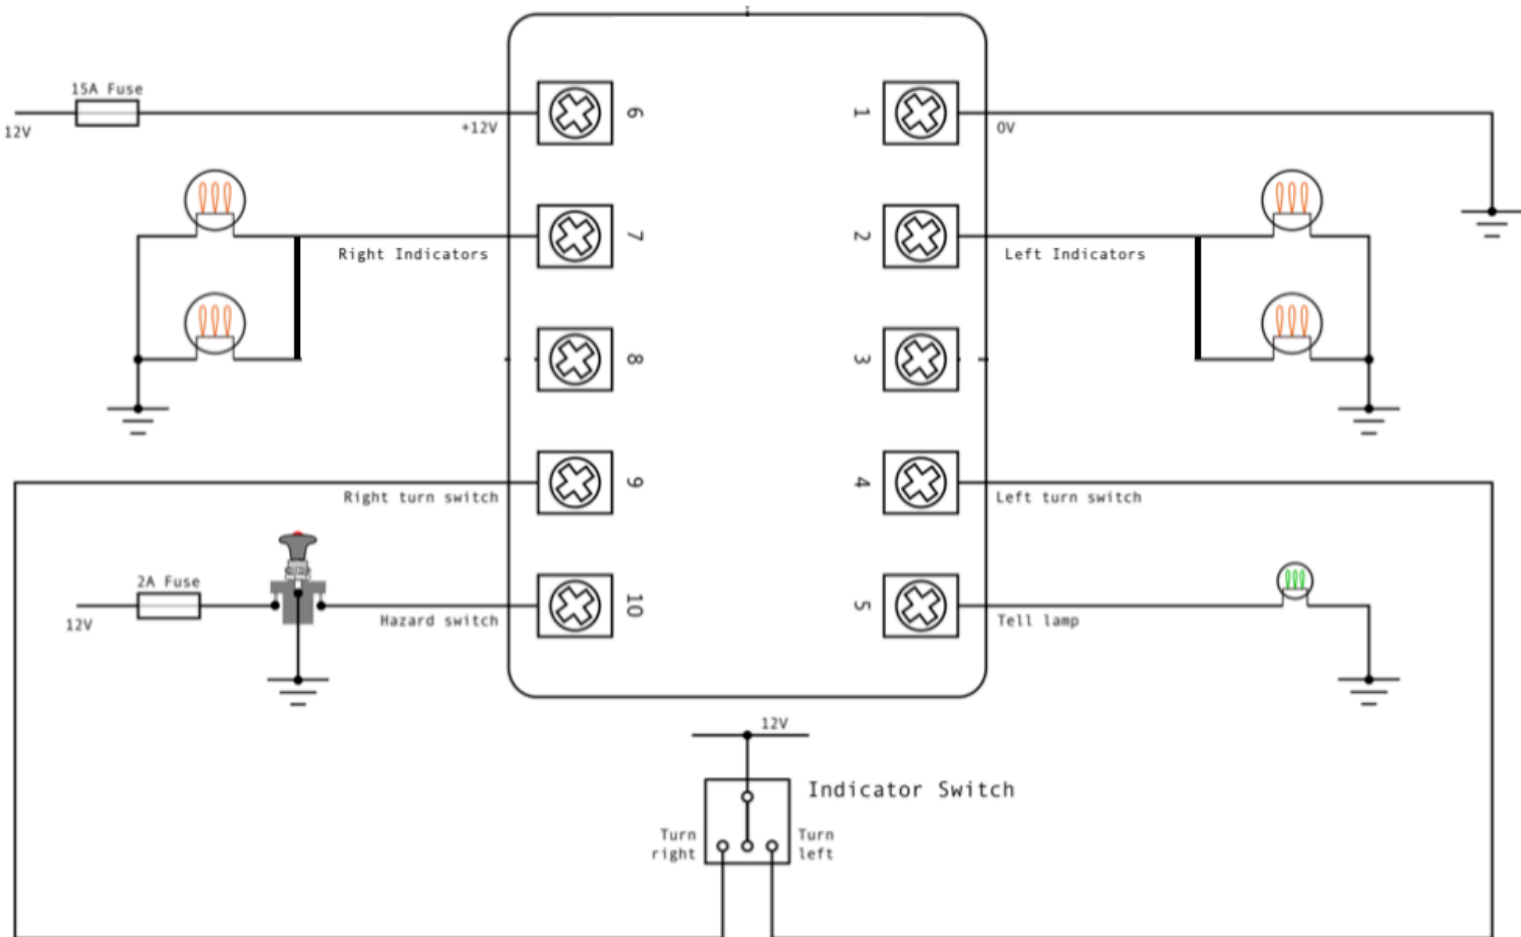 15A Fuse
12V
+12V
6
1
0V
7
Right Indicators
2
Left Indicators
8
3
9
Right turn switch
4
Left turn switch
2A Fuse
12V
10
Hazard switch
5
Tell lamp
12V
Indicator Switch
Turn
right
Turn
left